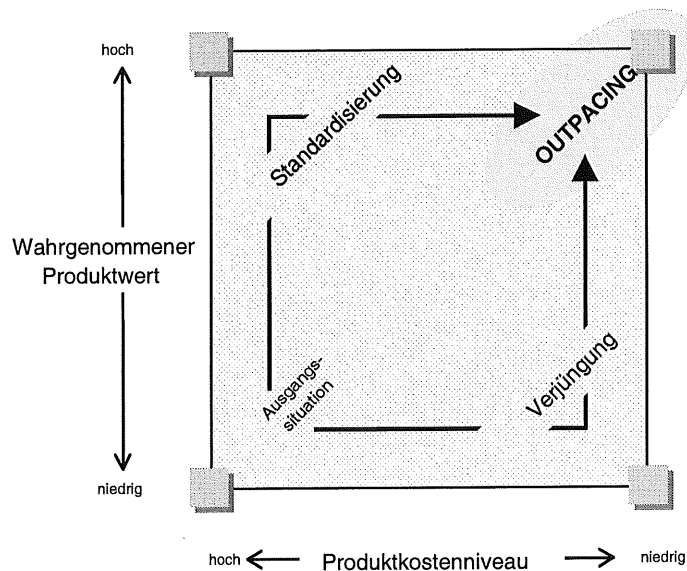 hoch
Standardisierung
OUTPACING
Wahrgenommener
Produktwert
Ausgangs-
situation
Verjüngung
niedrig
hoch
Produktkostenniveau
niedrig